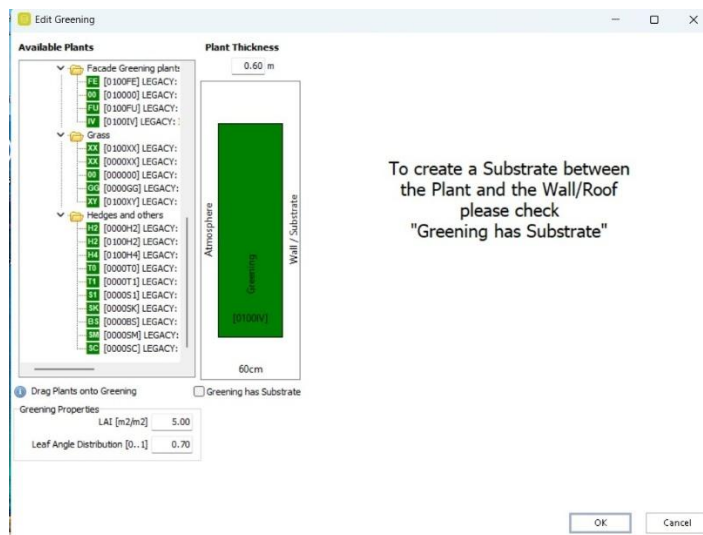 Edit Greening
Available Plants
Facade Greening plants
FE [0100FE] LEGACY:
00 [010000] LEGACY:
FU [0100FU] LEGACY:
IV [0100IV] LEGACY:
Grass
XX [0100XX] LEGACY:
XX [0000XX] LEGACY:
00 [000000] LEGACY:
GG [0000GG] LEGACY:
XY [0100XY] LEGACY:
Hedges and others
H2 [0000H2] LEGACY:
H2 [0100H2] LEGACY:
H4 [0100H4] LEGACY:
T0 [0000T0] LEGACY:
T1 [0000T1] LEGACY:
S1 [0000S1] LEGACY:
SK [0000SK] LEGACY:
BS [0000BS] LEGACY:
SM [0000SM] LEGACY:
SC [0000SC] LEGACY:
Drag Plants onto Greening
Plant Thickness
0.60 m
Atmosphere
Greening
[0100IV]
Wall / Substrate
60cm
Greening has Substrate
Greening Properties
LAI [m2/m2] 5.00
Leaf Angle Distribution [0..1] 0.70
To create a Substrate between
the Plant and the Wall/Roof
please check
"Greening has Substrate"
OK Cancel